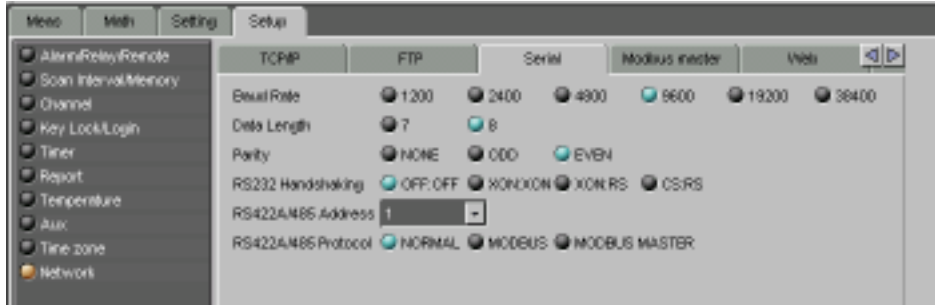 Memo Math Setting Setup
Alarm/Relay/Remote
Scan Interval/Memory
Channel
Key Lock/Login
Timer
Report
Temperature
Aux
Time zone
Network
TCP/IP FTP Serial Modbus master Web
Baud Rate 1200 2400 4800 9600 19200 38400
Data Length 7 8
Parity NONE ODD EVEN
RS232 Handshaking OFF:OFF XON:XON XON:RS CS:RS
RS422A/485 Address 1
RS422A/485 Protocol NORMAL MODBUS MODBUS MASTER